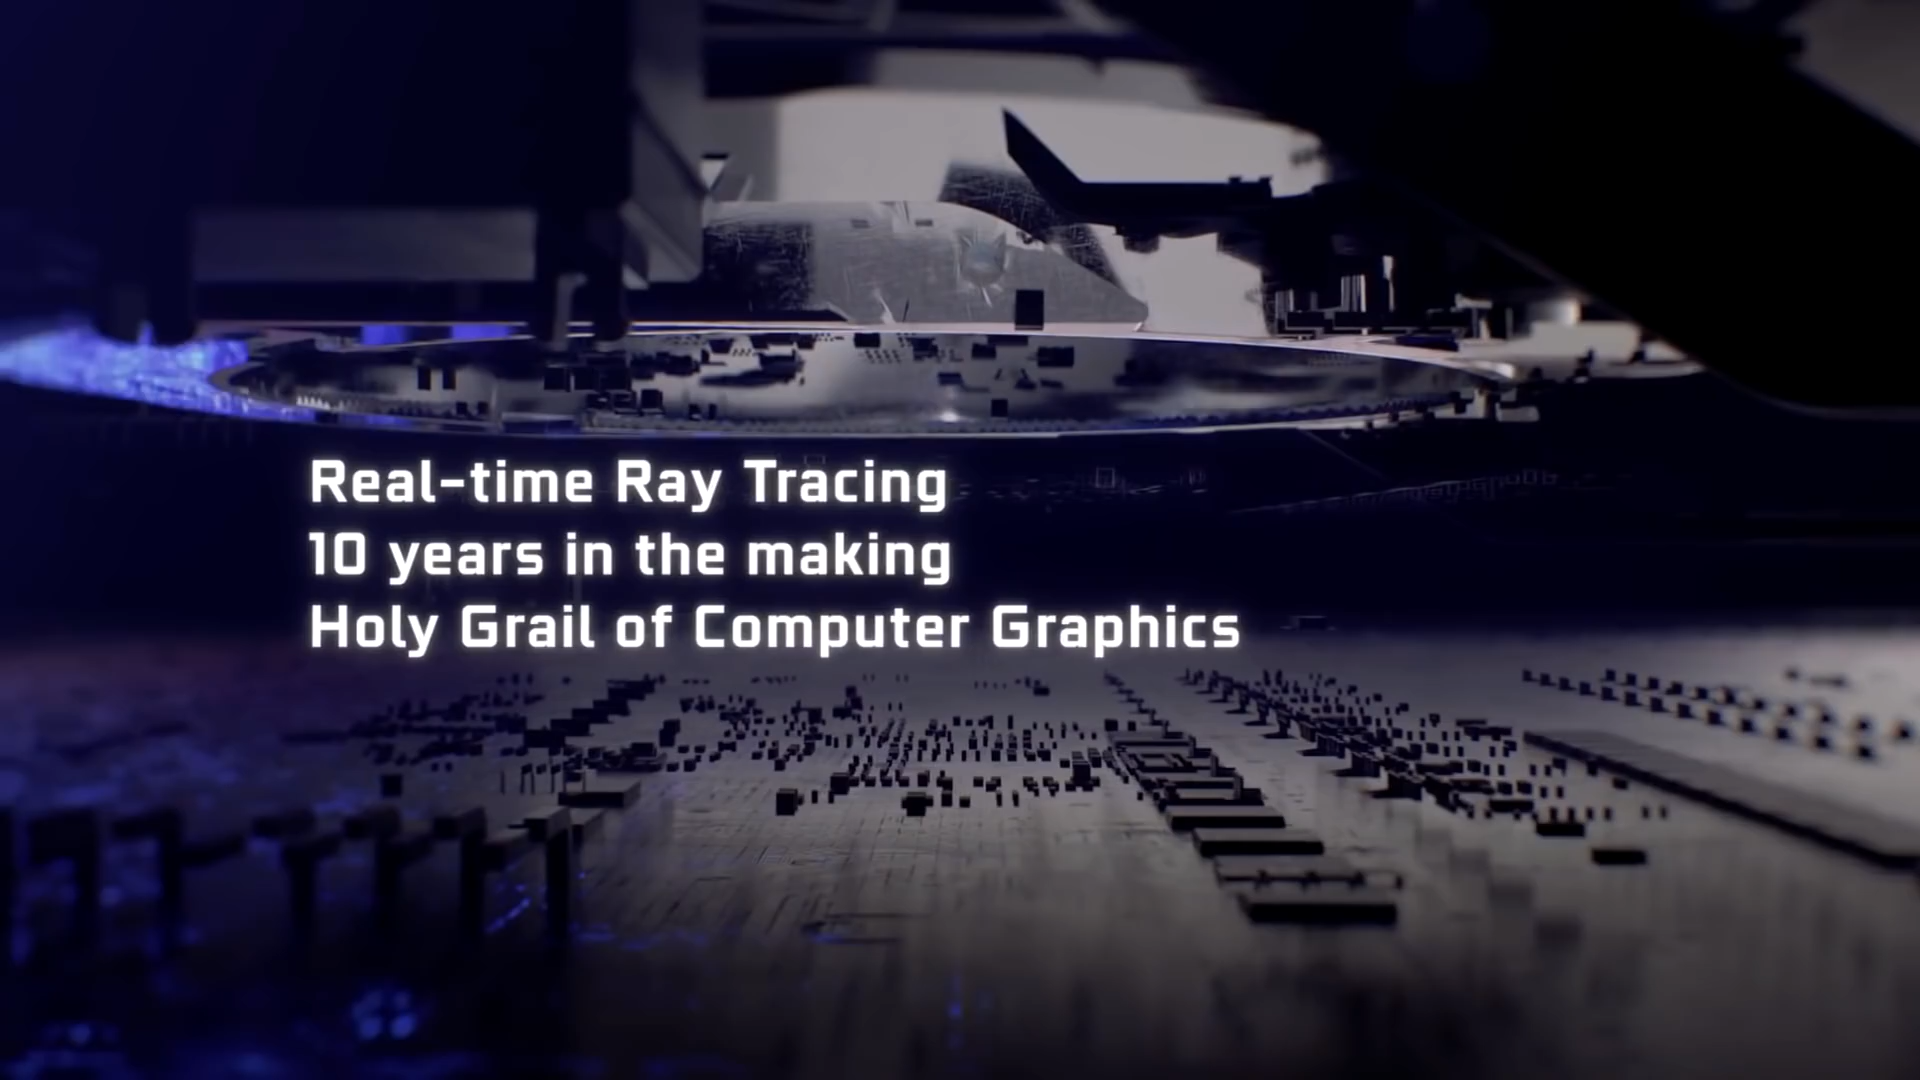 Real-time Ray Tracing
10 years in the making
Holy Grail of Computer Graphics